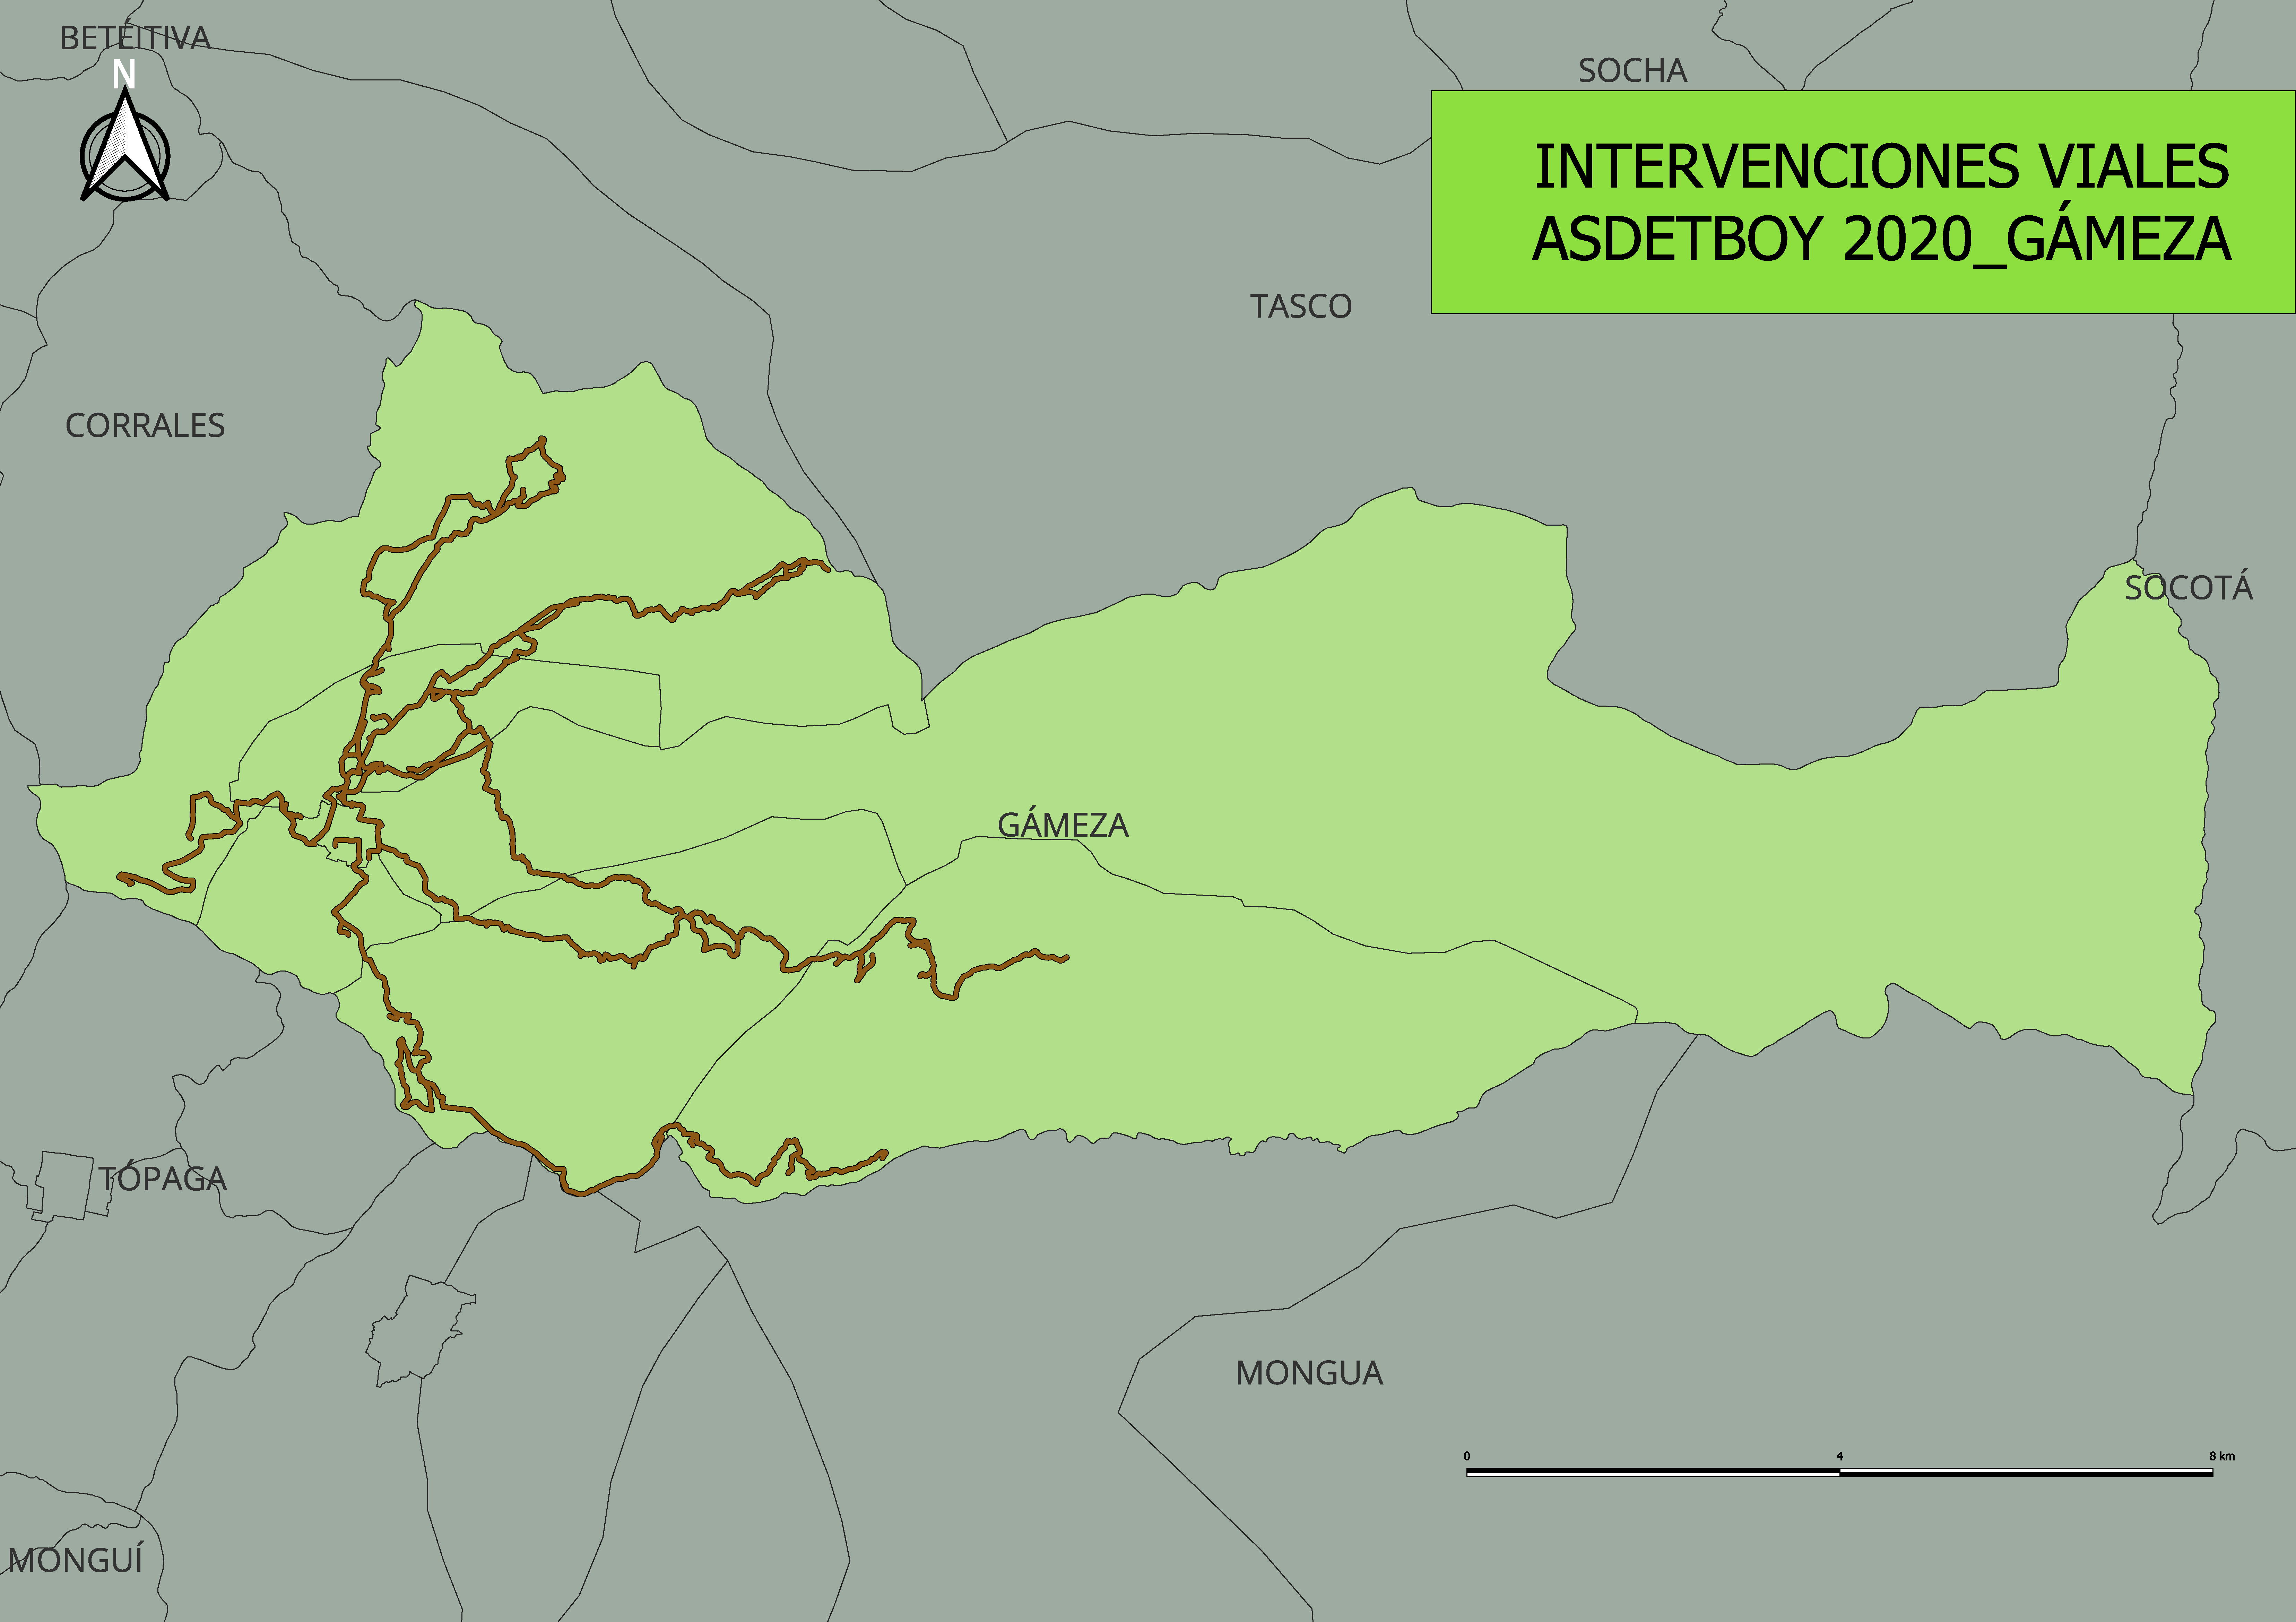 BETÉITIVA
N
SOCHA
INTERVENCIONES VIALES
ASDETBOY 2020_GÁMEZA
TASCO
CORRALES
SOCOTÁ
GÁMEZA
TÓPAGA
MONGUA
0 4 8 km
MONGUÍ